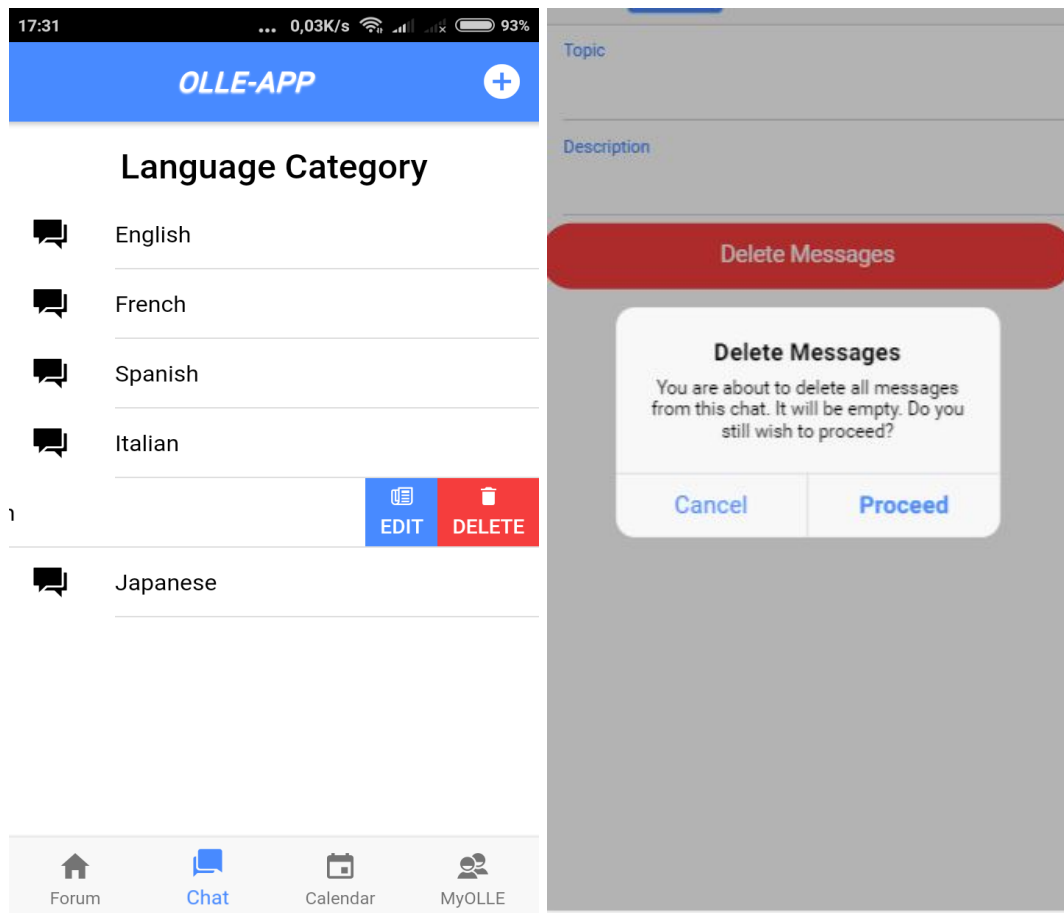 17:31
... 0,03K/s 93%
OLLE-APP
Language Category
English
French
Spanish
Italian
EDIT DELETE
Japanese
Forum Chat Calendar MyOLLE
Topic
Description
Delete Messages
Delete Messages
You are about to delete all messages
from this chat. It will be empty. Do you
still wish to proceed?
Cancel Proceed